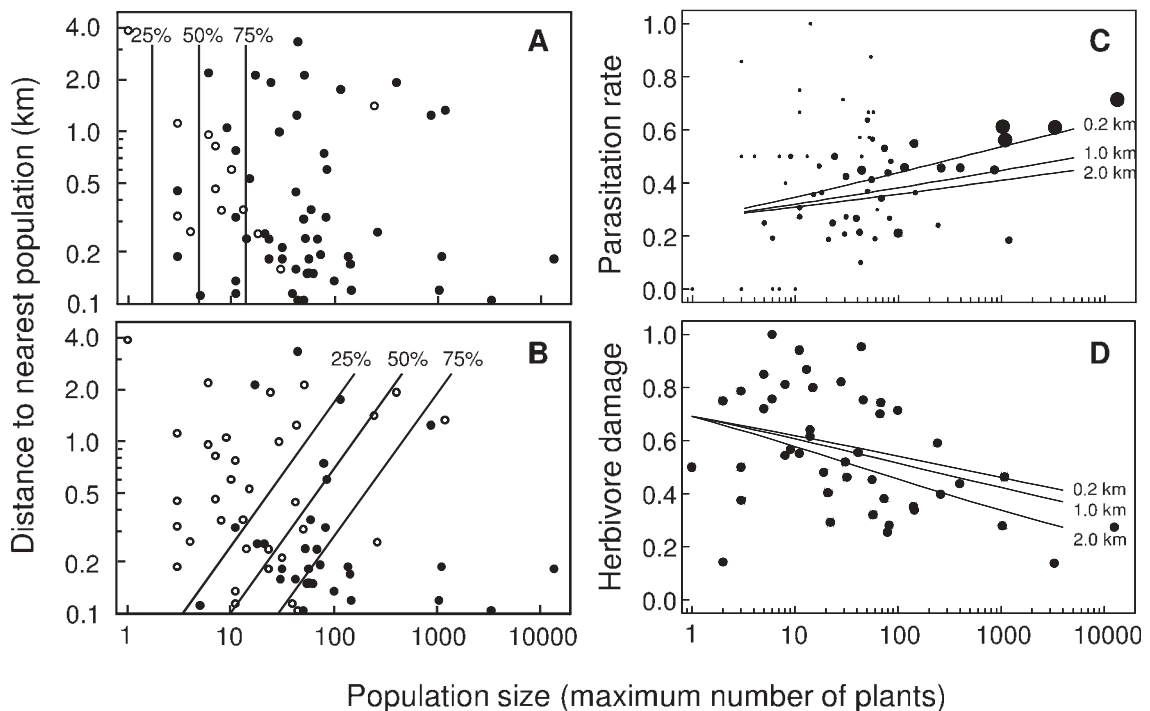 A
25% 50% 75%
4.0
2.0
1.0
0.5
0.2
0.1
B
25% 50% 75%
4.0
2.0
1.0
0.5
0.2
0.1
1 10 100 1000 10000
Distance to nearest population (km)
C
1.0
0.8
0.6
0.4
0.2
0.0
Parasitation rate
0.2 km
1.0 km
2.0 km
D
1.0
0.8
0.6
0.4
0.2
0.0
Herbivore damage
0.2 km
1.0 km
2.0 km
1 10 100 1000 10000
Population size (maximum number of plants)